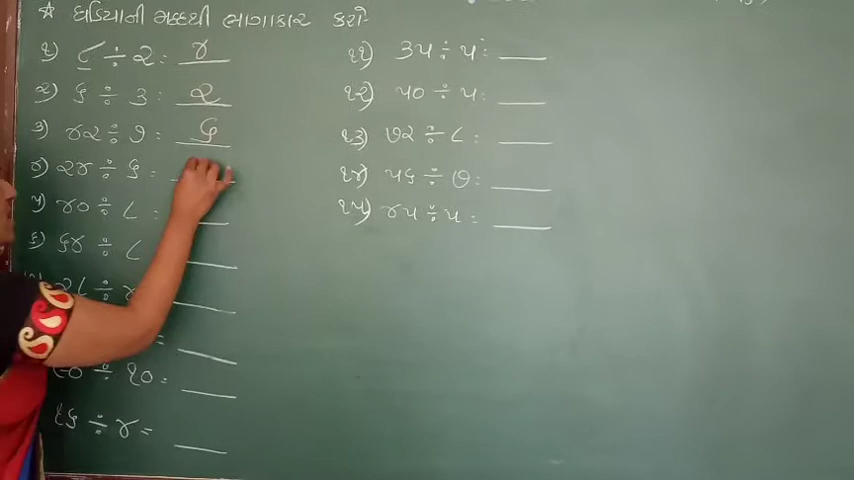 ☆ ઘડિયાની મદદથી ભાગાકાર કરો
૧) ૮ ÷ ૨ = ૪
૨) ૬ ÷ ૩ = ૨
૩) ૪૨ ÷ ૭ = ૬
૪) ૨૪ ÷ ૬ =
૫) ૪૦ ÷ ૮ =
૬) ૬૪ ÷ ૮
૨૮ ÷
=
÷ ૧૦ =
૧૬ ÷ ૪ =
૧૧) ૩૫ ÷ ૫ =
૧૨) ૫૦ ÷ ૫ =
૧૩) ૭૨ ÷ ૮ =
૧૪) ૫૬ ÷ ૭ =
૧૫) ૪૫ ÷ ૫ =